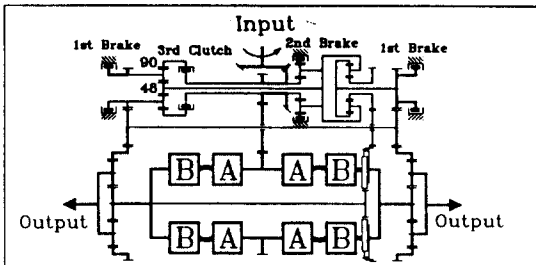 Input
1st Brake 3rd Clutch 2nd Brake 1st Brake
90
48
B A A B
Output Output
B A A B